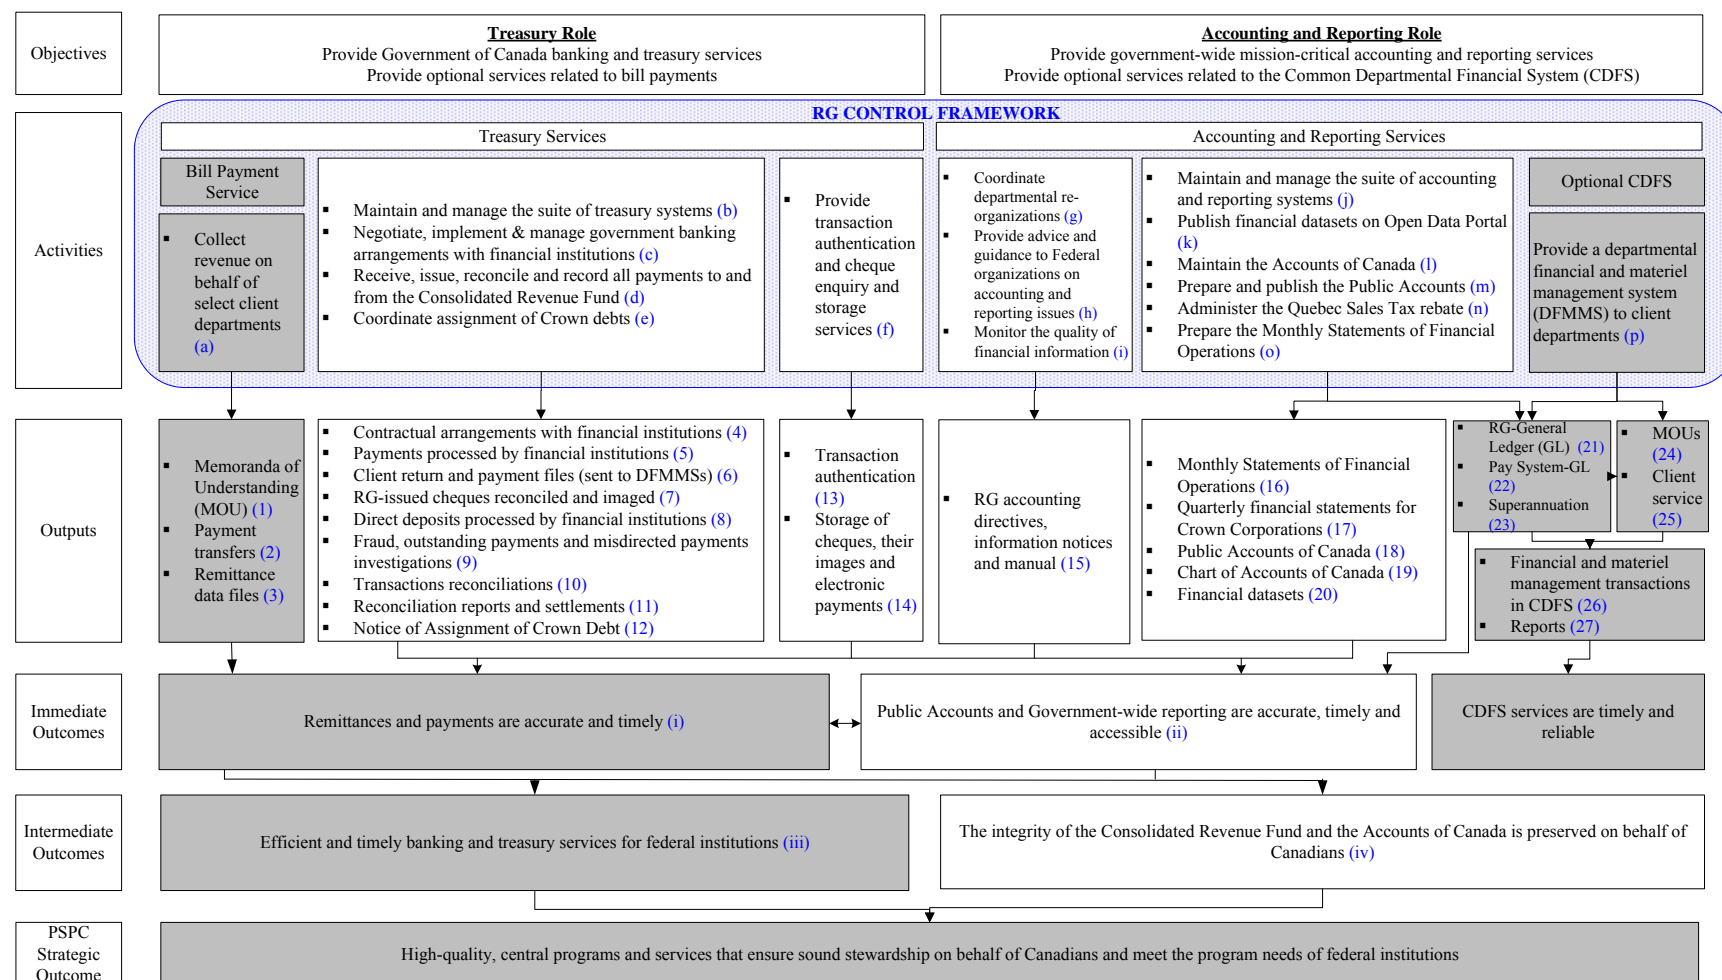 Objectives
Treasury Role
Provide Government of Canada banking and treasury services
Provide optional services related to bill payments
Accounting and Reporting Role
Provide government-wide mission-critical accounting and reporting services
Provide optional services related to the Common Departmental Financial System (CDFS)
Activities
RG CONTROL FRAMEWORK
Treasury Services
Accounting and Reporting Services
Bill Payment
Service
▪ Collect
revenue on
behalf of
select client
departments
(a)
▪ Maintain and manage the suite of treasury systems (b)
▪ Negotiate, implement & manage government banking
arrangements with financial institutions (c)
▪ Receive, issue, reconcile and record all payments to and
from the Consolidated Revenue Fund (d)
▪ Coordinate assignment of Crown debts (e)
▪ Provide
transaction
authentication
and cheque
enquiry and
storage
services (f)
▪ Coordinate
departmental re-
organizations (g)
▪ Provide advice and
guidance to Federal
organizations on
accounting and
reporting issues (h)
▪ Monitor the quality of
financial information (i)
▪ Maintain and manage the suite of accounting
and reporting systems (j)
▪ Publish financial datasets on Open Data Portal
(k)
▪ Maintain the Accounts of Canada (l)
▪ Prepare and publish the Public Accounts (m)
▪ Administer the Quebec Sales Tax rebate (n)
▪ Prepare the Monthly Statements of Financial
Operations (o)
Optional CDFS
Provide a departmental
financial and materiel
management system
(DFMMS) to client
departments (p)
Outputs
▪ Memoranda of
Understanding
(MOU) (1)
▪ Payment
transfers (2)
▪ Remittance
data files (3)
▪ Contractual arrangements with financial institutions (4)
▪ Payments processed by financial institutions (5)
▪ Client return and payment files (sent to DFMMSs) (6)
▪ RG-issued cheques reconciled and imaged (7)
▪ Direct deposits processed by financial institutions (8)
▪ Fraud, outstanding payments and misdirected payments
investigations (9)
▪ Transactions reconciliations (10)
▪ Reconciliation reports and settlements (11)
▪ Notice of Assignment of Crown Debt (12)
▪ Transaction
authentication
(13)
▪ Storage of
cheques, their
images and
electronic
payments (14)
▪ RG accounting
directives,
information notices
and manual (15)
▪ Monthly Statements of Financial
Operations (16)
▪ Quarterly financial statements for
Crown Corporations (17)
▪ Public Accounts of Canada (18)
▪ Chart of Accounts of Canada (19)
▪ Financial datasets (20)
▪ RG-General
Ledger (GL) (21)
▪ Pay System-GL
(22)
▪ Superannuation
(23)
▪ MOUs
(24)
▪ Client
service
(25)
▪ Financial and materiel
management transactions
in CDFS (26)
▪ Reports (27)
Immediate
Outcomes
Remittances and payments are accurate and timely (i)
Public Accounts and Government-wide reporting are accurate, timely and
accessible (ii)
CDFS services are timely and
reliable
Intermediate
Outcomes
Efficient and timely banking and treasury services for federal institutions (iii)
The integrity of the Consolidated Revenue Fund and the Accounts of Canada is preserved on behalf of
Canadians (iv)
PSPC
Strategic
Outcome
High-quality, central programs and services that ensure sound stewardship on behalf of Canadians and meet the program needs of federal institutions